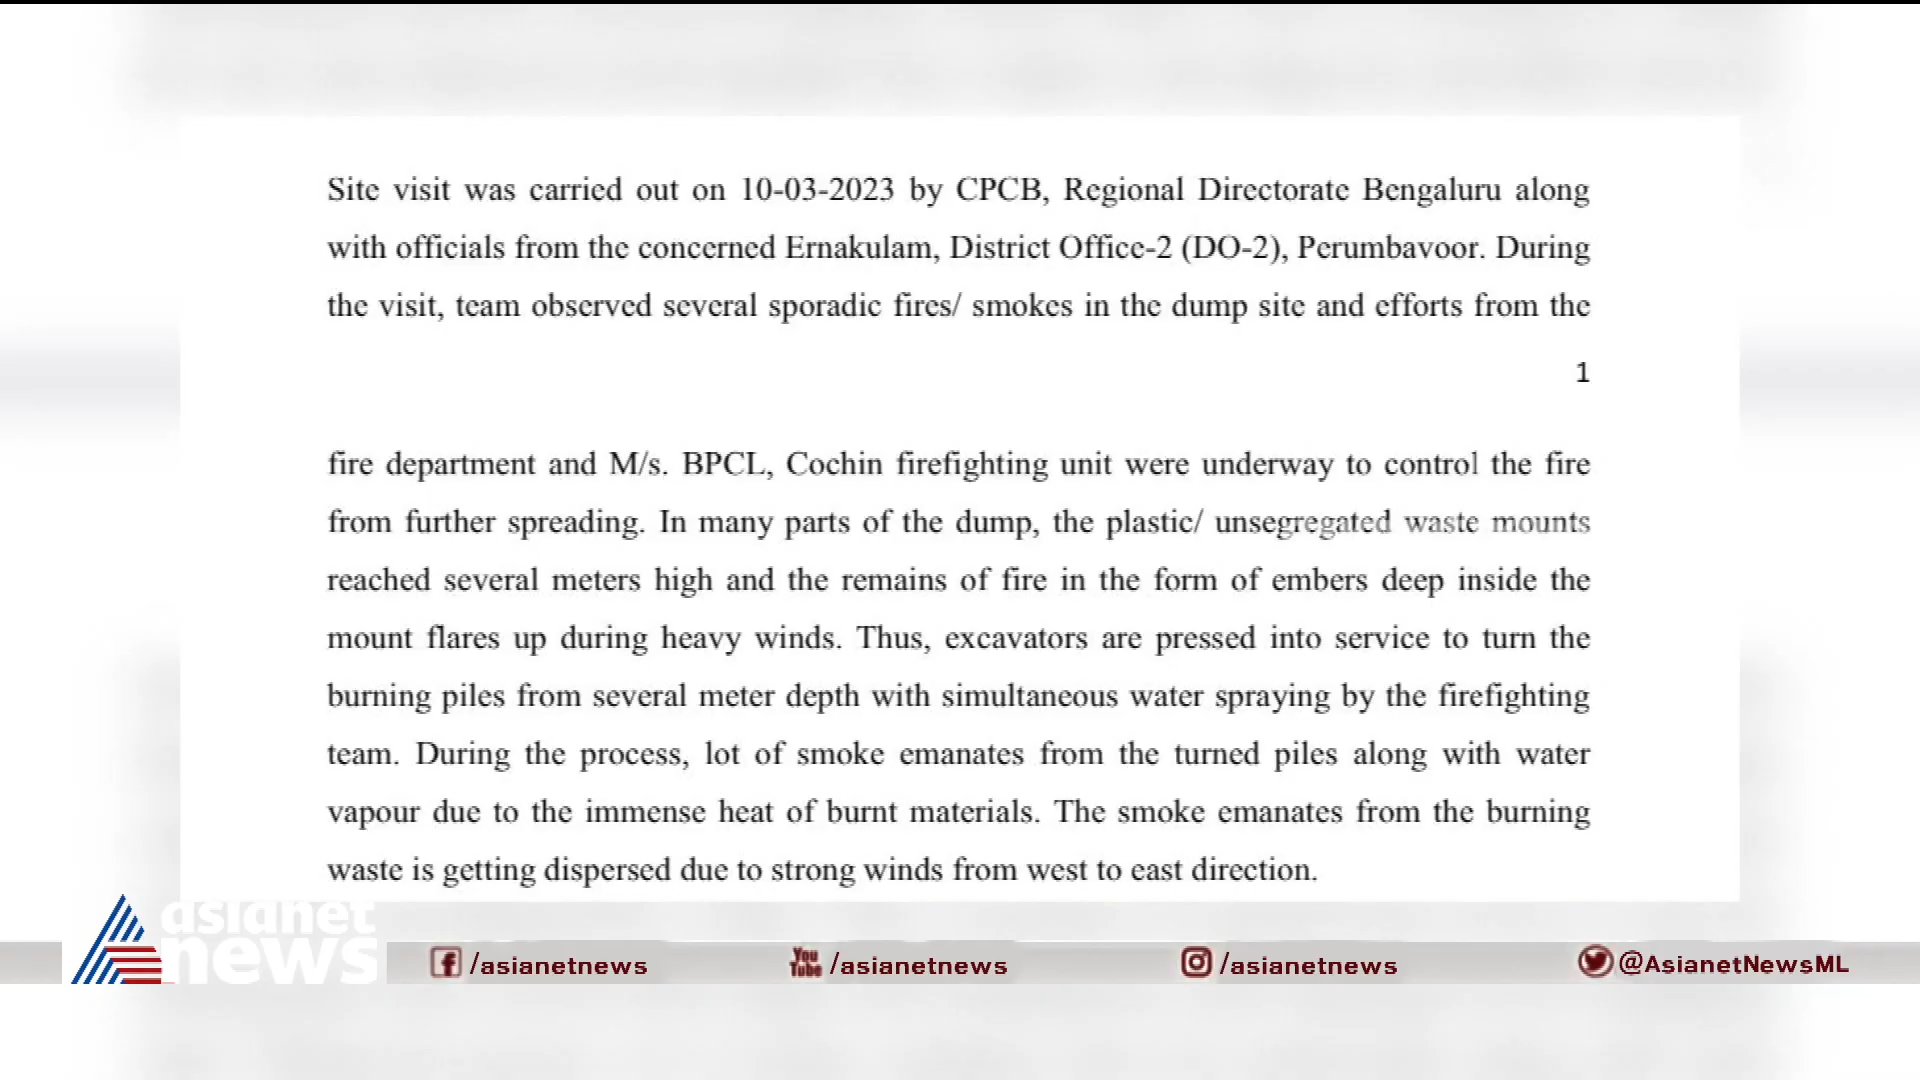 Site visit was carried out on 10-03-2023 by CPCB, Regional Directorate Bengaluru along
with officials from the concerned Ernakulam, District Office-2 (DO-2), Perumbavoor. During
the visit, team observed several sporadic fires/ smokes in the dump site and efforts from the
1
fire department and M/s. BPCL, Cochin firefighting unit were underway to control the fire
from further spreading. In many parts of the dump, the plastic/ unsegregated waste mounts
reached several meters high and the remains of fire in the form of embers deep inside the
mount flares up during heavy winds. Thus, excavators are pressed into service to turn the
burning piles from several meter depth with simultaneous water spraying by the firefighting
team. During the process, lot of smoke emanates from the turned piles along with water
vapour due to the immense heat of burnt materials. The smoke emanates from the burning
waste is getting dispersed due to strong winds from west to east direction.
asianet
news
f /asianetnews
You Tube /asianetnews
/asianetnews
@AsianetNewsML